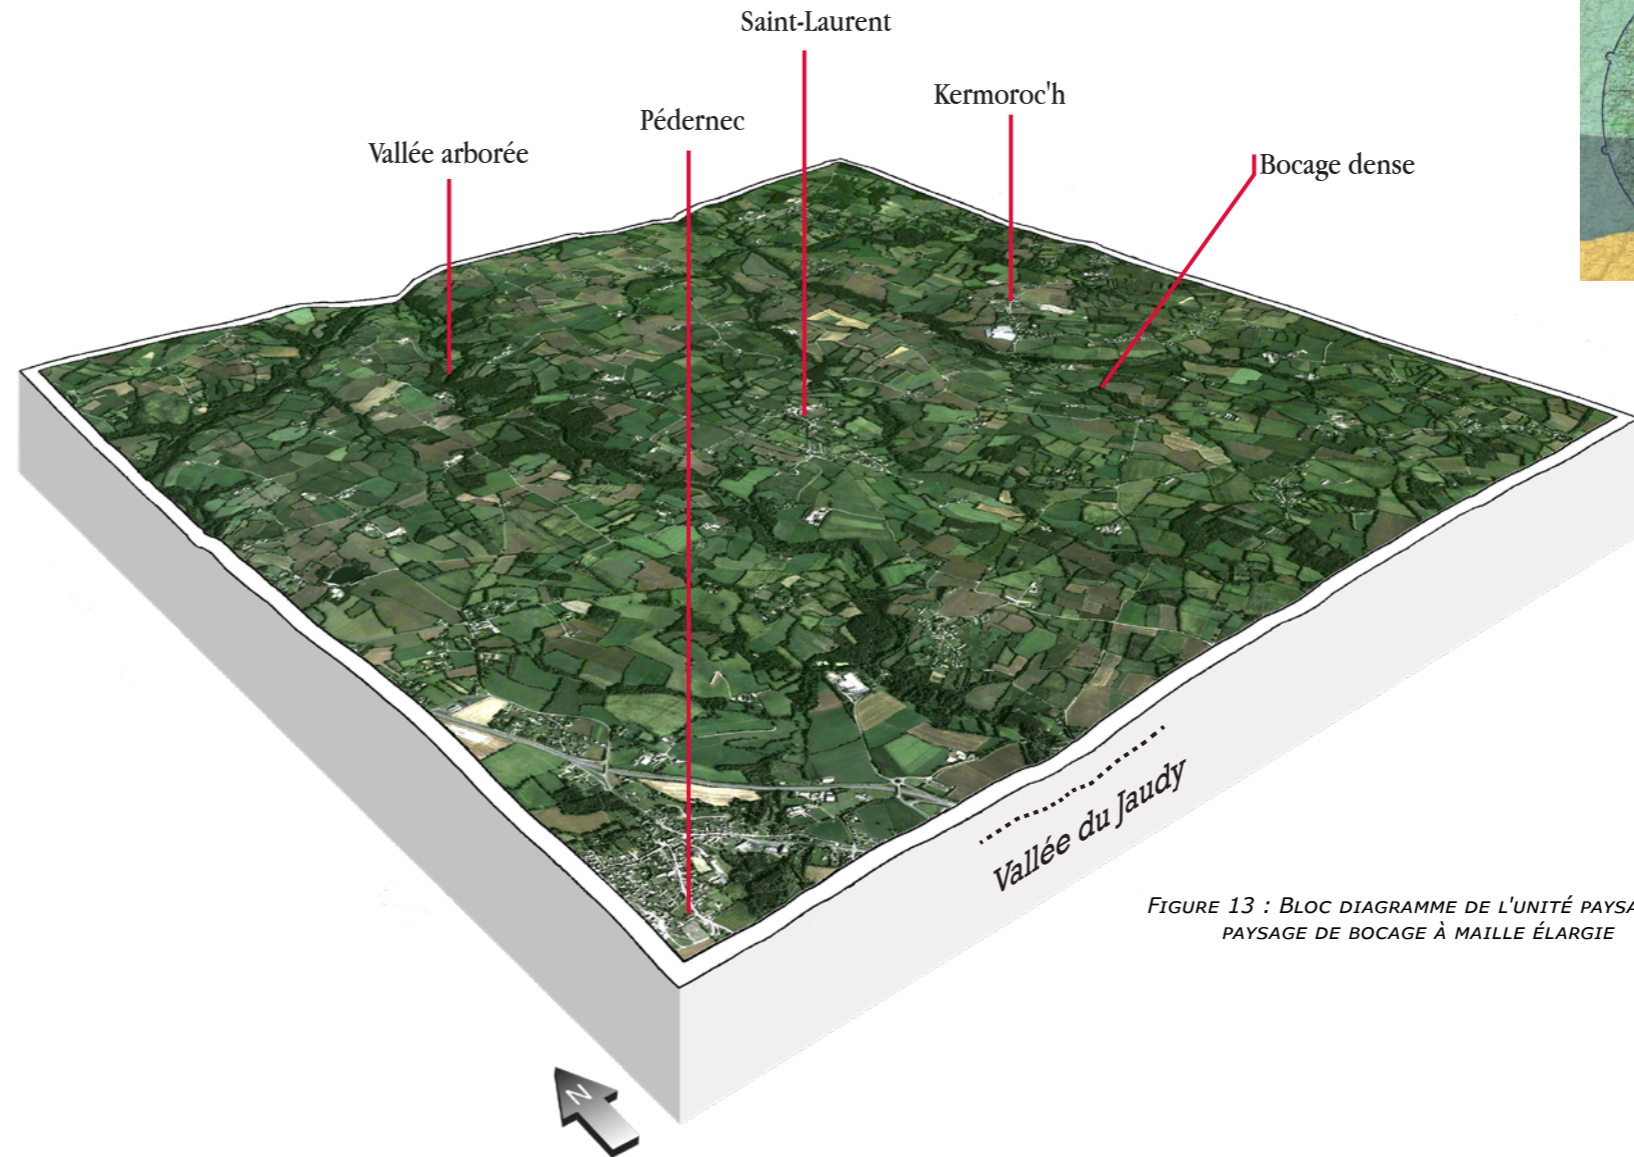 Saint-Laurent
Kermoroc'h
Pédernec
Vallée arborée
Bocage dense
Vallée du Jaudy
FIGURE 13 : BLOC DIAGRAMME DE L'UNITÉ
PAYSAGE DE BOCAGE À MAILLE ÉLARGIE
N